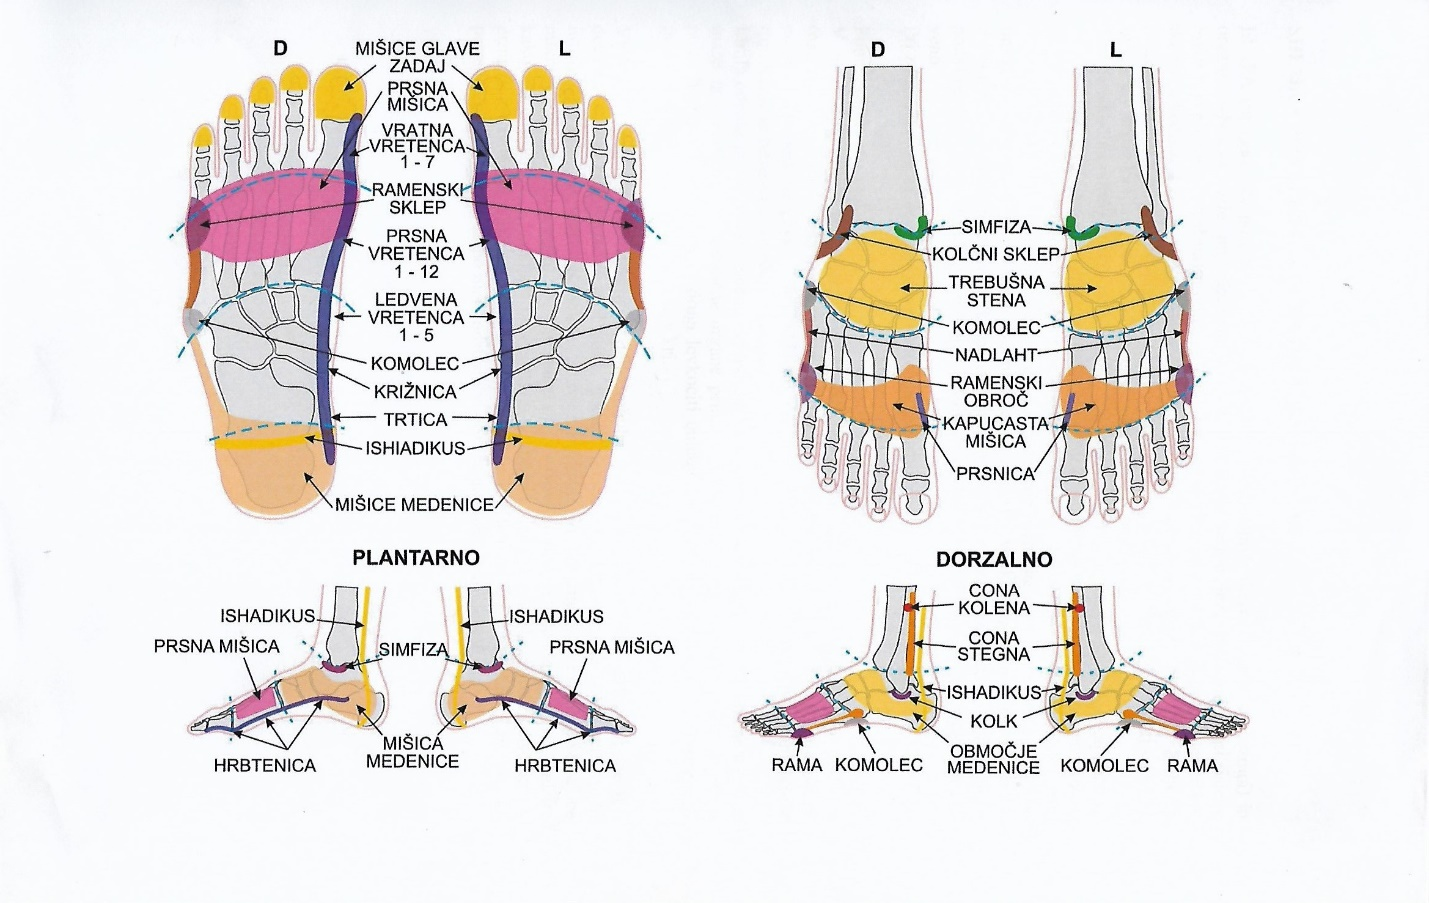 D
MIŠICE GLAVE
ZADAJ
L
PRSNA
MIŠICA
VRATNA
VRETENCA
1 - 7
RAMENSKI
SKLEP
PRSNA
VRETENCA
1 - 12
LEDVENA
VRETENCA
1 - 5
KOMOLEC
KRIŽNICA
TRTICA
ISHIADIKUS
MIŠICE MEDENICE
PLANTARNO
ISHADIKUS
ISHADIKUS
PRSNA MIŠICA
SIMFIZA
PRSNA MIŠICA
MIŠICA
MEDENICE
HRBTENICA
HRBTENICA
D
L
SIMFIZA
KOLČNI SKLEP
TREBUŠNA
STENA
KOMOLEC
NADLAHT
RAMENSKI
OBROČ
KAPUCASTA
MIŠICA
PRSNICA
DORZALNO
CONA
KOLENA
CONA
STEGNA
ISHADIKUS
KOLK
OBMOČJE
MEDENICE
RAMA
KOMOLEC
KOMOLEC
RAMA